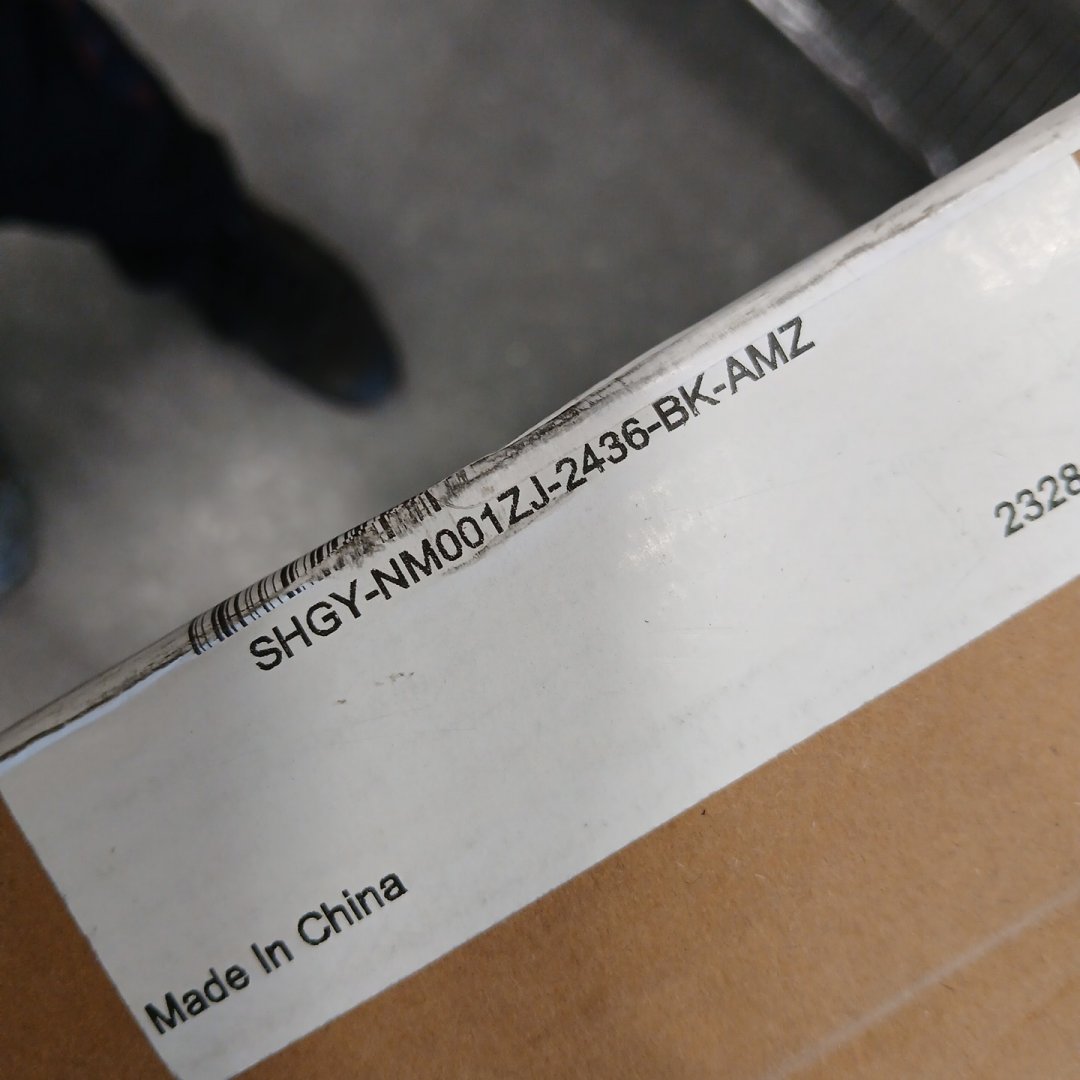 SHGY-NM001ZJ-2436-BK-AMZ
2328
Made In China